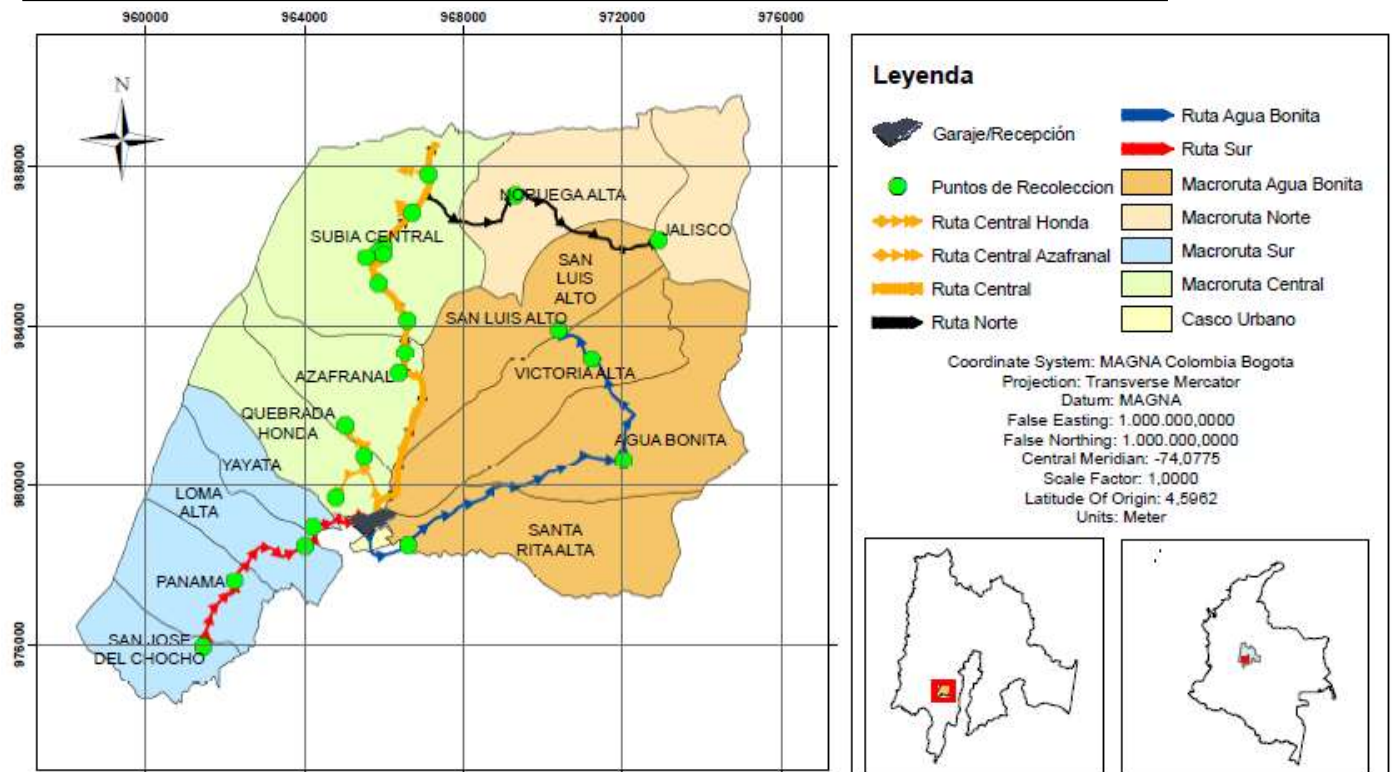 960000
964000
968000
972000
976000
N
988000
984000
980000
976000
NORUEGA ALTA
JALISCO
SUBIA CENTRAL
SAN
LUIS
ALTO
SAN LUIS ALTO
AZAFRANAL
VICTORIA ALTA
QUEBRADA
HONDA
AGUA BONITA
YAYATA
LOMA
ALTA
SANTA
RITA ALTA
PANAMA
SAN JOSE
DEL CHOCHO
Leyenda
Garaje/Recepción
Puntos de Recoleccion
Ruta Central Honda
Ruta Central Azafranal
Ruta Central
Ruta Norte
Ruta Agua Bonita
Ruta Sur
Macroruta Agua Bonita
Macroruta Norte
Macroruta Sur
Macroruta Central
Casco Urbano
Coordinate System: MAGNA Colombia Bogota
Projection: Transverse Mercator
Datum: MAGNA
False Easting: 1.000.000,0000
False Northing: 1.000.000,0000
Central Meridian: -74,0775
Scale Factor: 1,0000
Latitude Of Origin: 4,5962
Units: Meter